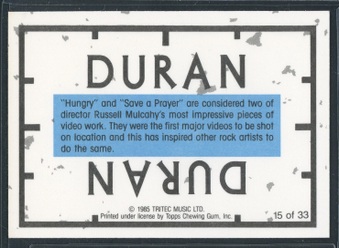 DURAN
"Hungry" and "Save a Prayer" are considered two of
director Russell Mulcahy's most impressive pieces of
video work. They were the first major videos to be shot
on location and this has inspired other rock artists to
do the same.
DURAN
© 1985 TRITEC MUSIC LTD.
Printed under license by Topps Chewing Gum, Inc.
15 of 33